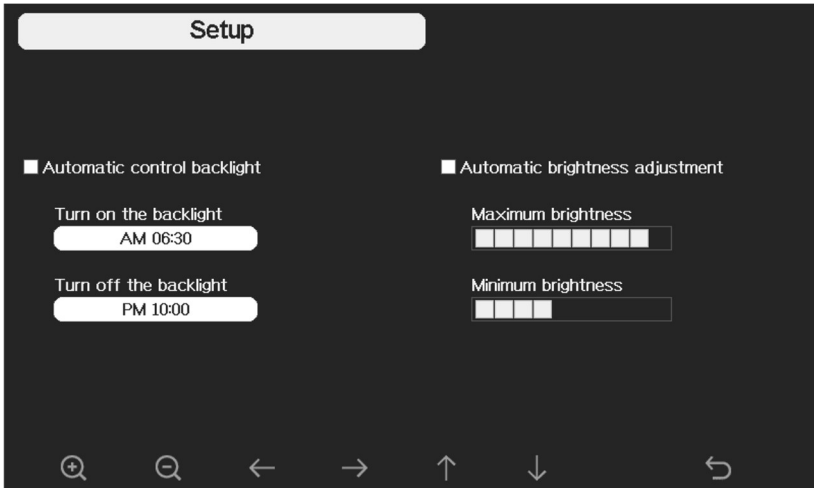 Setup
Automatic control backlight
Turn on the backlight
AM 06:30
Turn off the backlight
PM 10:00
Automatic brightness adjustment
Maximum brightness
Minimum brightness